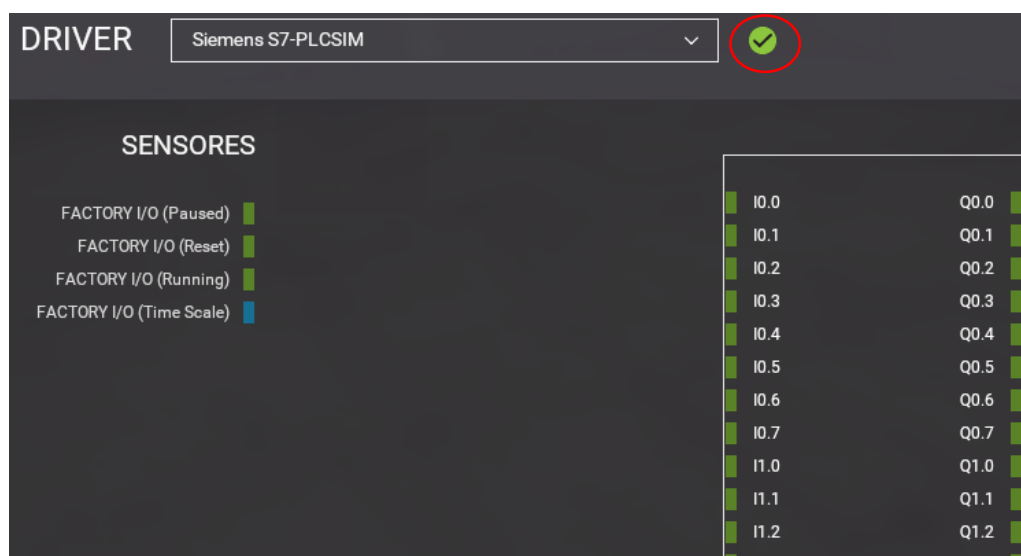 DRIVER Siemens S7-PLCSIM
SENSORES
FACTORY I/O (Paused)
FACTORY I/O (Reset)
FACTORY I/O (Running)
FACTORY I/O (Time Scale)
I0.0 Q0.0
I0.1 Q0.1
I0.2 Q0.2
I0.3 Q0.3
I0.4 Q0.4
I0.5 Q0.5
I0.6 Q0.6
I0.7 Q0.7
I1.0 Q1.0
I1.1 Q1.1
I1.2 Q1.2